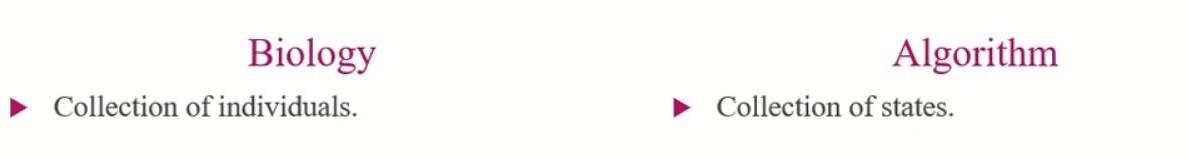 Biology
Collection of individuals.
Algorithm
Collection of states.